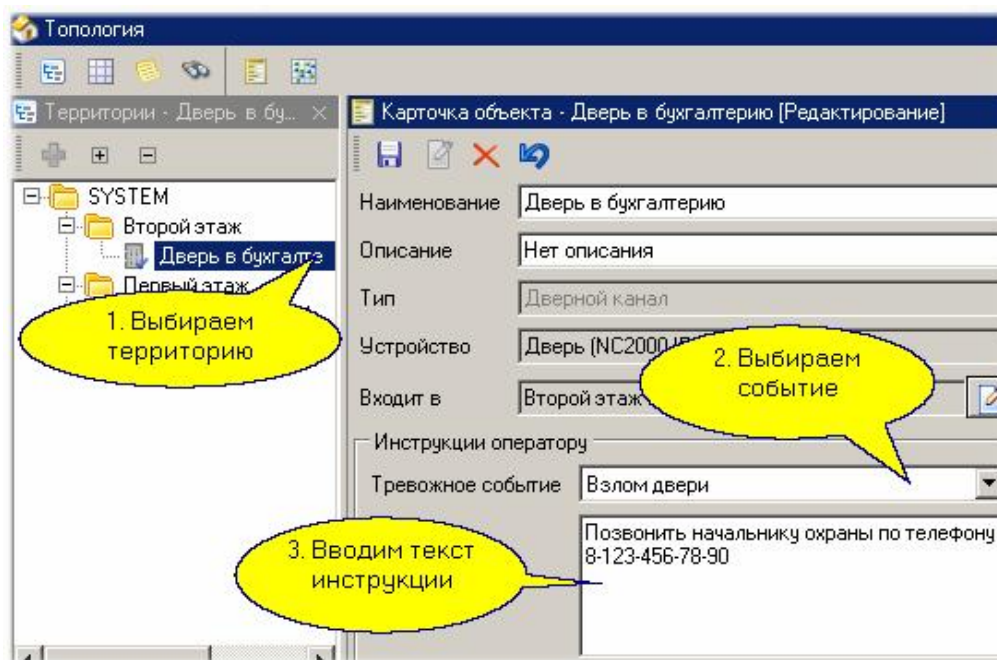 Топология
Территории - Дверь в бу...
Карточка объекта - Дверь в бухгалтерию [Редактирование]
SYSTEM
Второй этаж
Дверь в бухгалте
Первый этаж
1. Выбираем
территорию
Наименование Дверь в бухгалтерию
Описание Нет описания
Тип Дверной канал
Устройство Дверь (NC2000
Входит в Второй этаж
2. Выбираем
событие
Инструкции оператору
Тревожное событие Взлом двери
3. Вводим текст
инструкции
Позвонить начальнику охраны по телефону
8-123-456-78-90